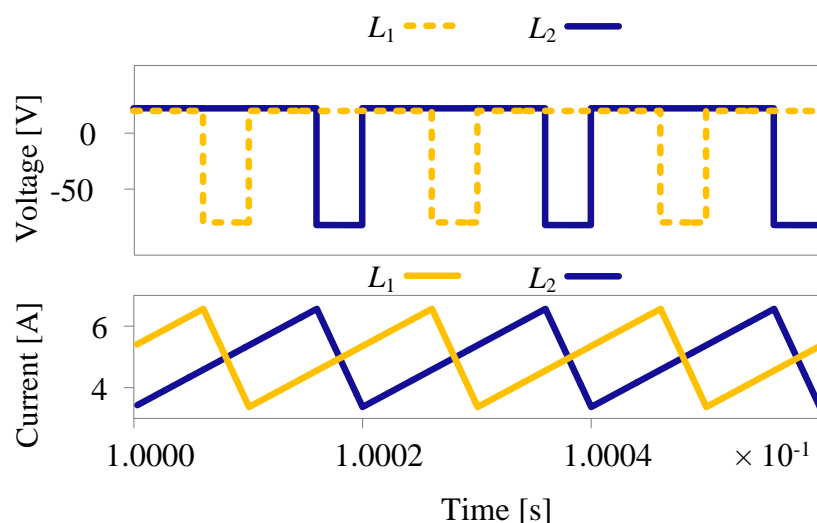 L₁ L₂
Voltage [V]
0
-50
L₁ L₂
Current [A]
6
4
1.0000 1.0002 1.0004 × 10⁻¹
Time [s]